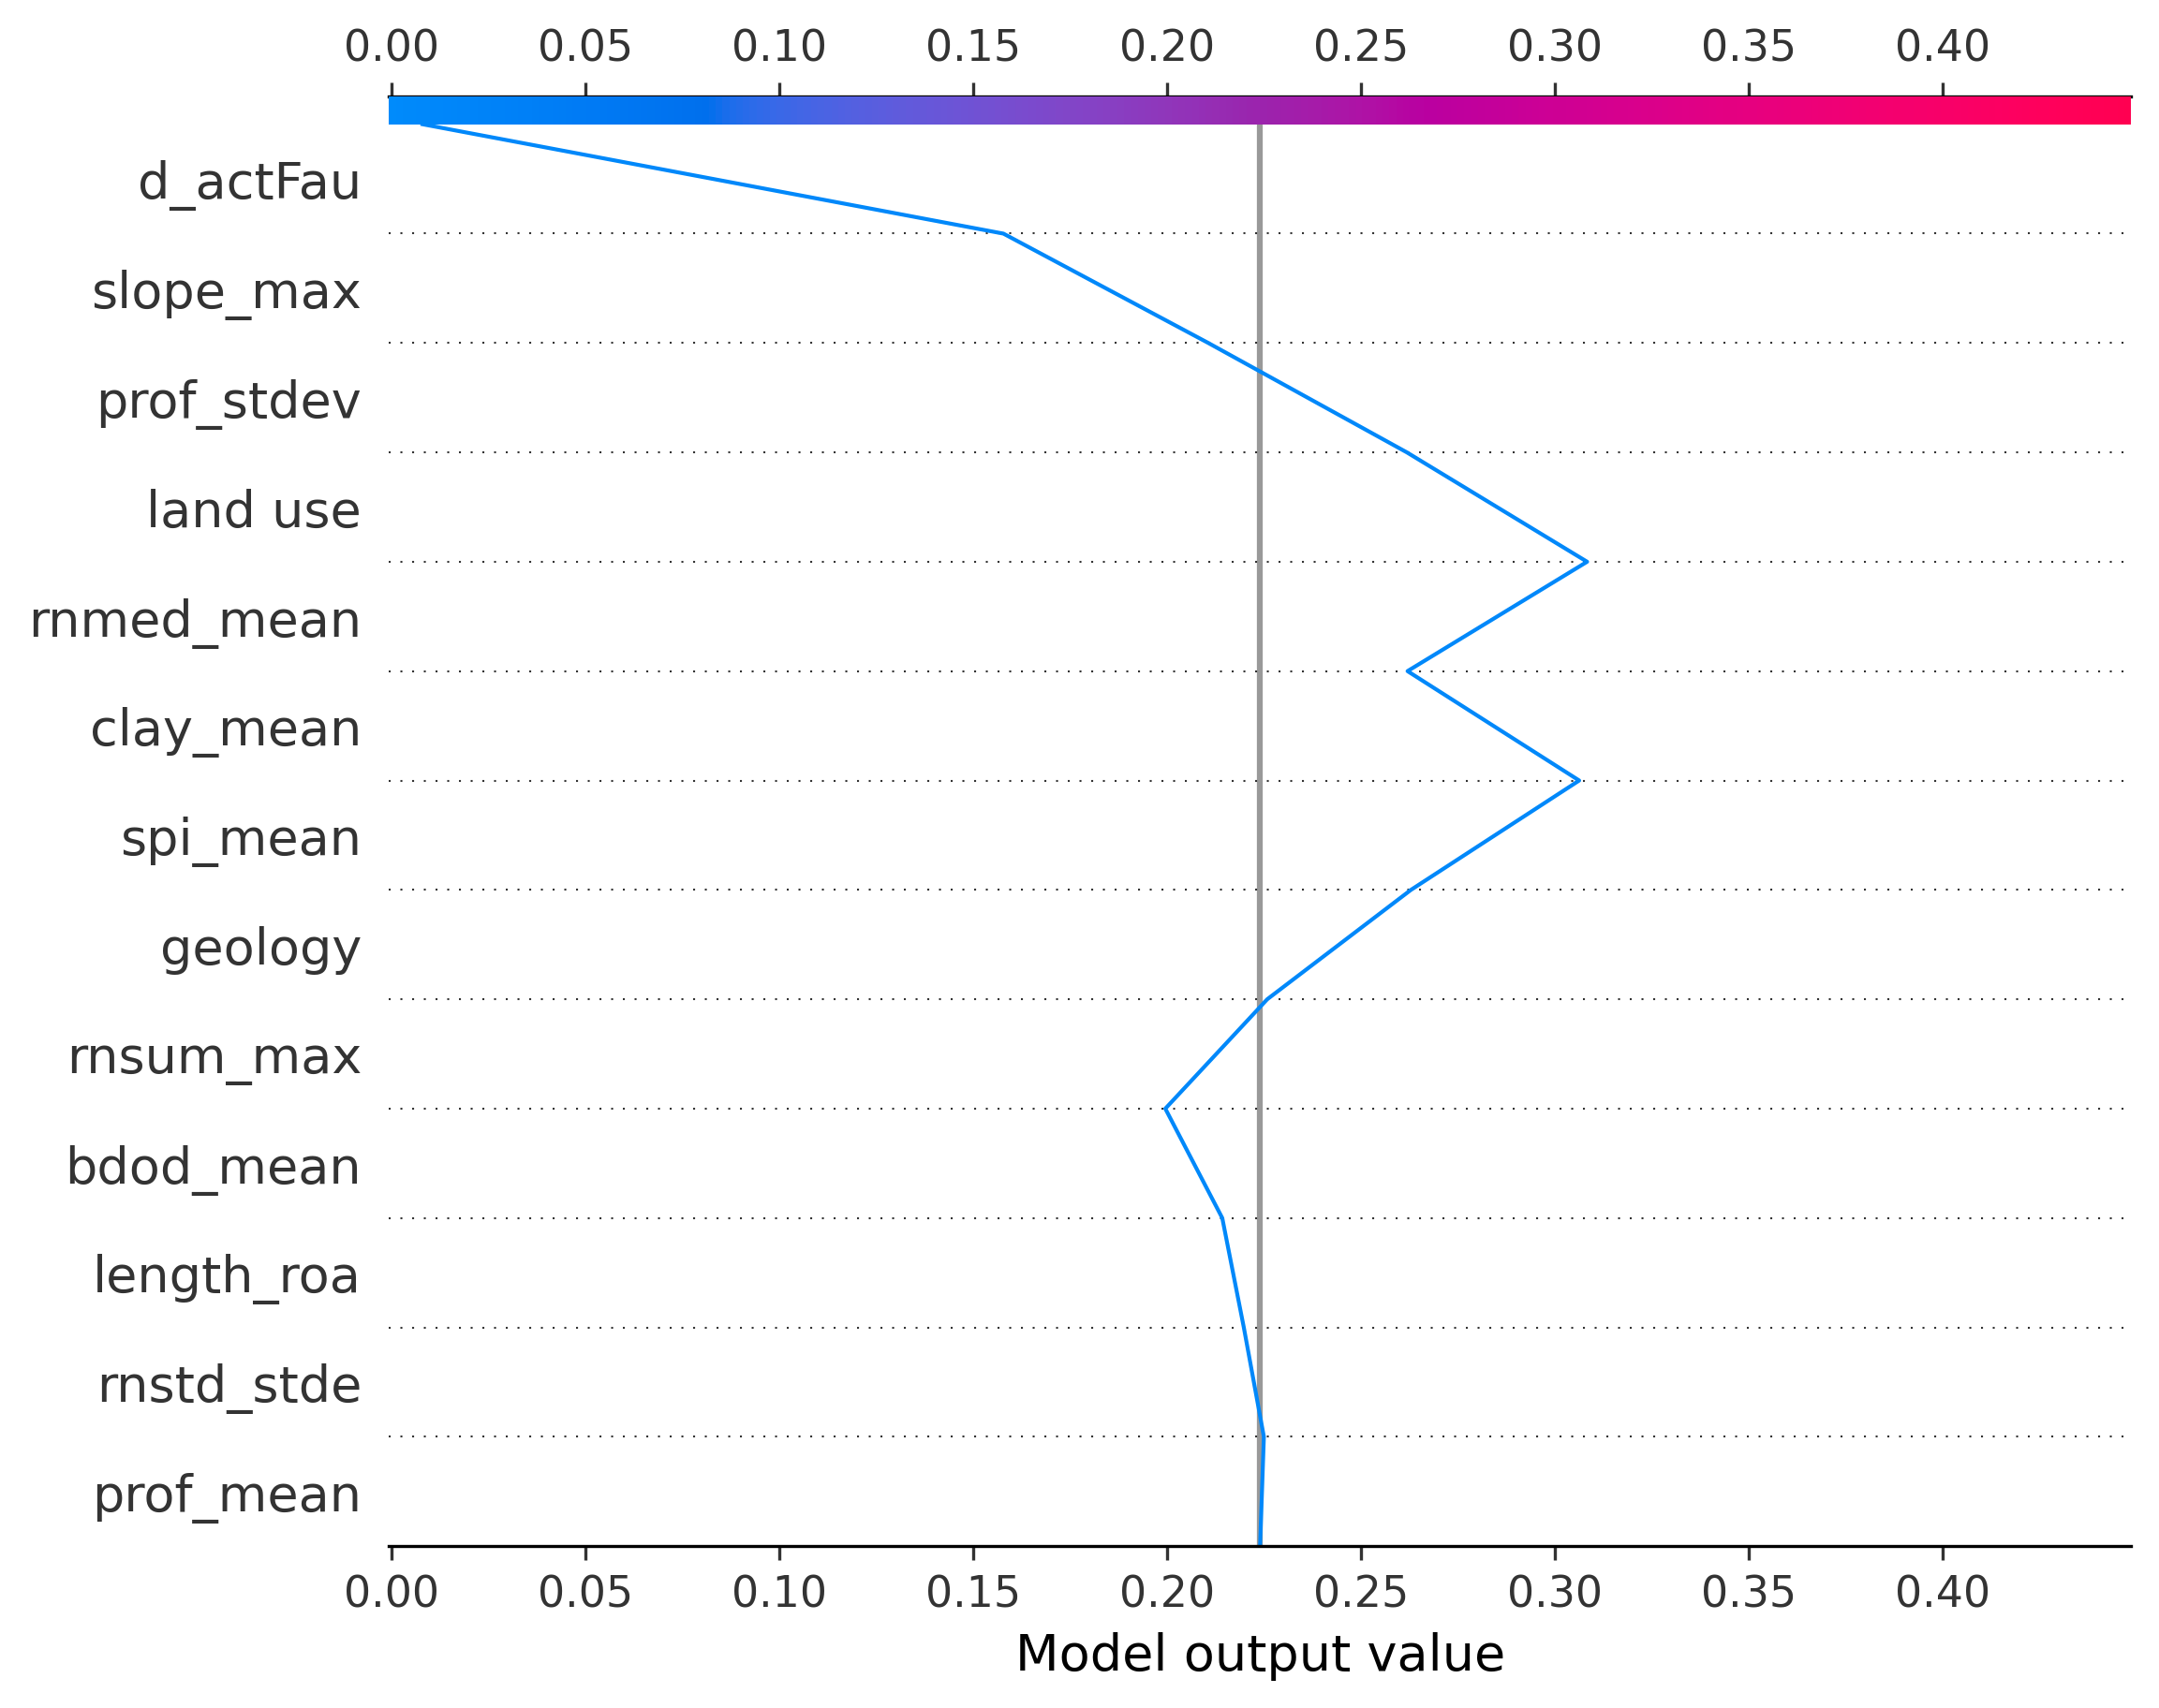 0.00 0.05 0.10 0.15 0.20 0.25 0.30 0.35 0.40
d_actFau
slope_max
prof_stdev
land use
rnmed_mean
clay_mean
spi_mean
geology
rnsum_max
bdod_mean
length_roa
rnstd_stde
prof_mean
0.00 0.05 0.10 0.15 0.20 0.25 0.30 0.35 0.40
Model output value